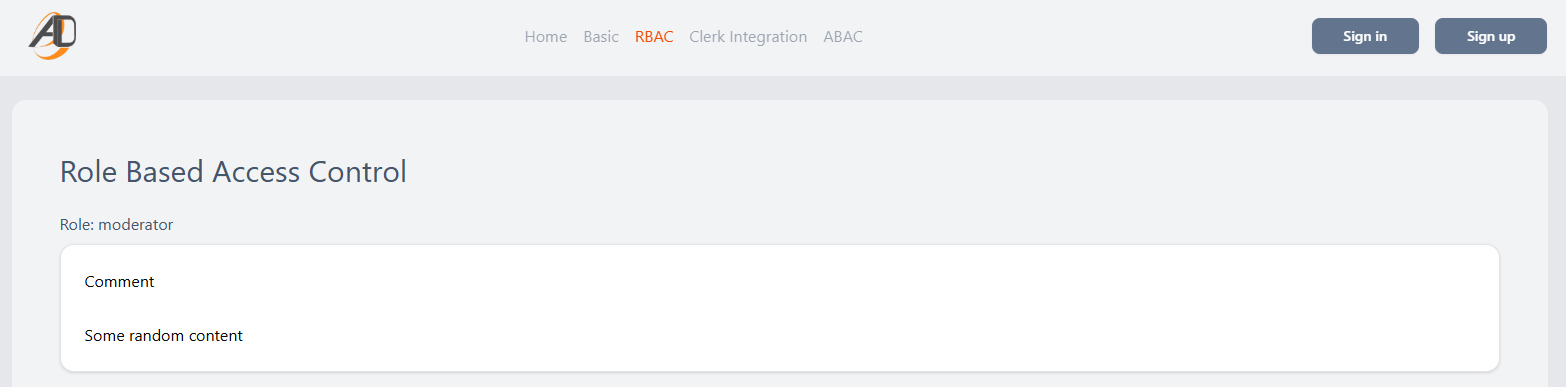 AD
Home Basic RBAC Clerk Integration ABAC Sign in Sign up
Role Based Access Control
Role: moderator
Comment
Some random content